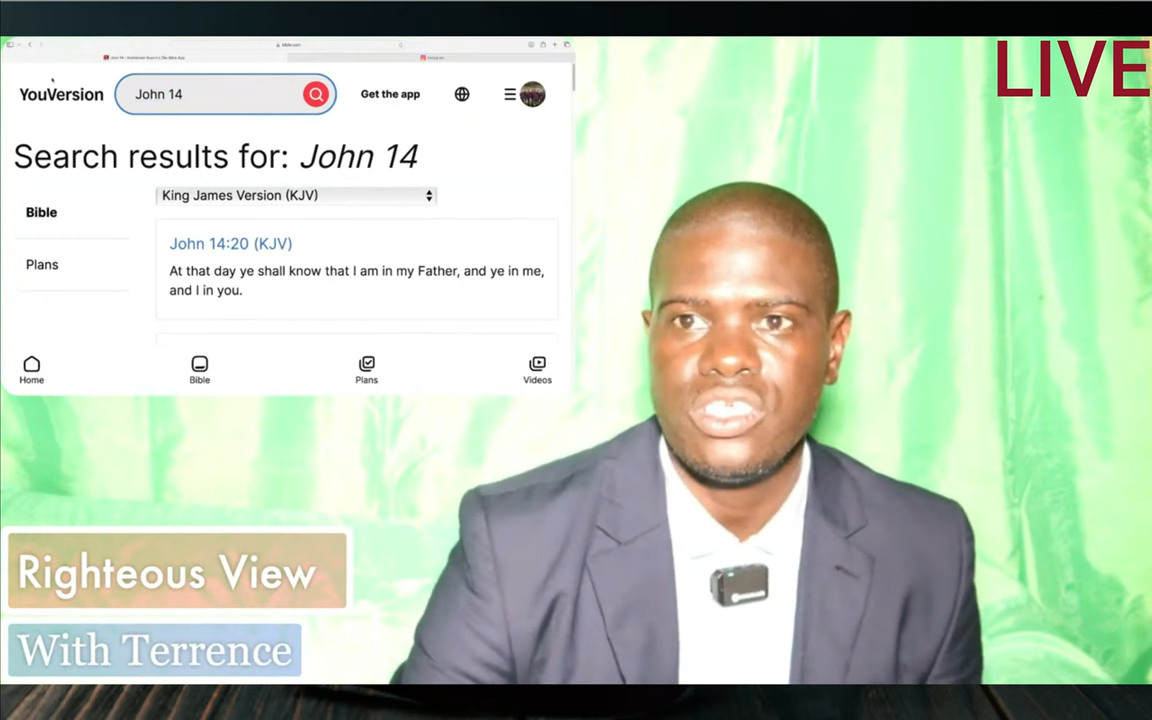 LIVE
YouVersion
John 14
Get the app
Search results for: John 14
King James Version (KJV)
Bible
John 14:20 (KJV)
At that day ye shall know that I am in my Father, and ye in me,
and I in you.
Plans
Home
Bible
Plans
Videos
Righteous View
With Terrence